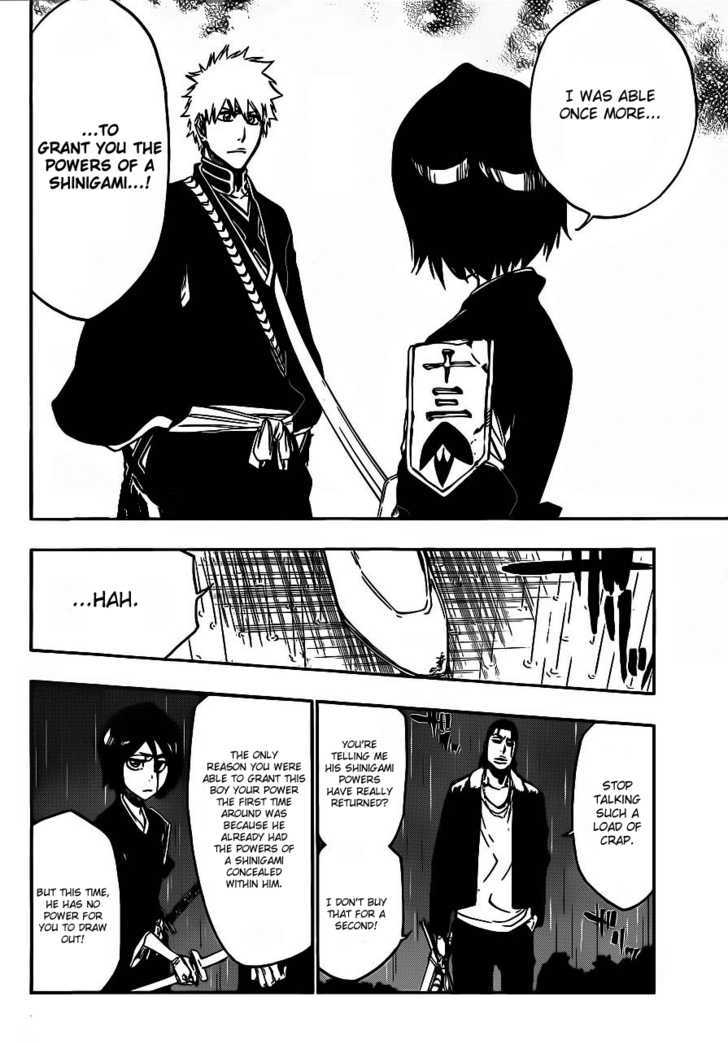 I WAS ABLE
ONCE MORE...
...TO
GRANT YOU THE
POWERS OF A
SHINIGAMI...!
十
三
...HAH.
STOP
TALKING
SUCH A
LOAD OF
CRAP.
YOU'RE
TELLING ME
HIS SHINIGAMI
POWERS
HAVE REALLY
RETURNED?
I DON'T BUY
THAT FOR A
SECOND!
THE ONLY
REASON YOU WERE
ABLE TO GRANT THIS
BOY YOUR POWER
THE FIRST TIME
AROUND WAS
BECAUSE HE
ALREADY HAD
THE POWERS
OF A SHINIGAMI
CONCEALED
WITHIN HIM.
BUT THIS TIME,
HE HAS NO
POWER FOR
YOU TO DRAW
OUT!